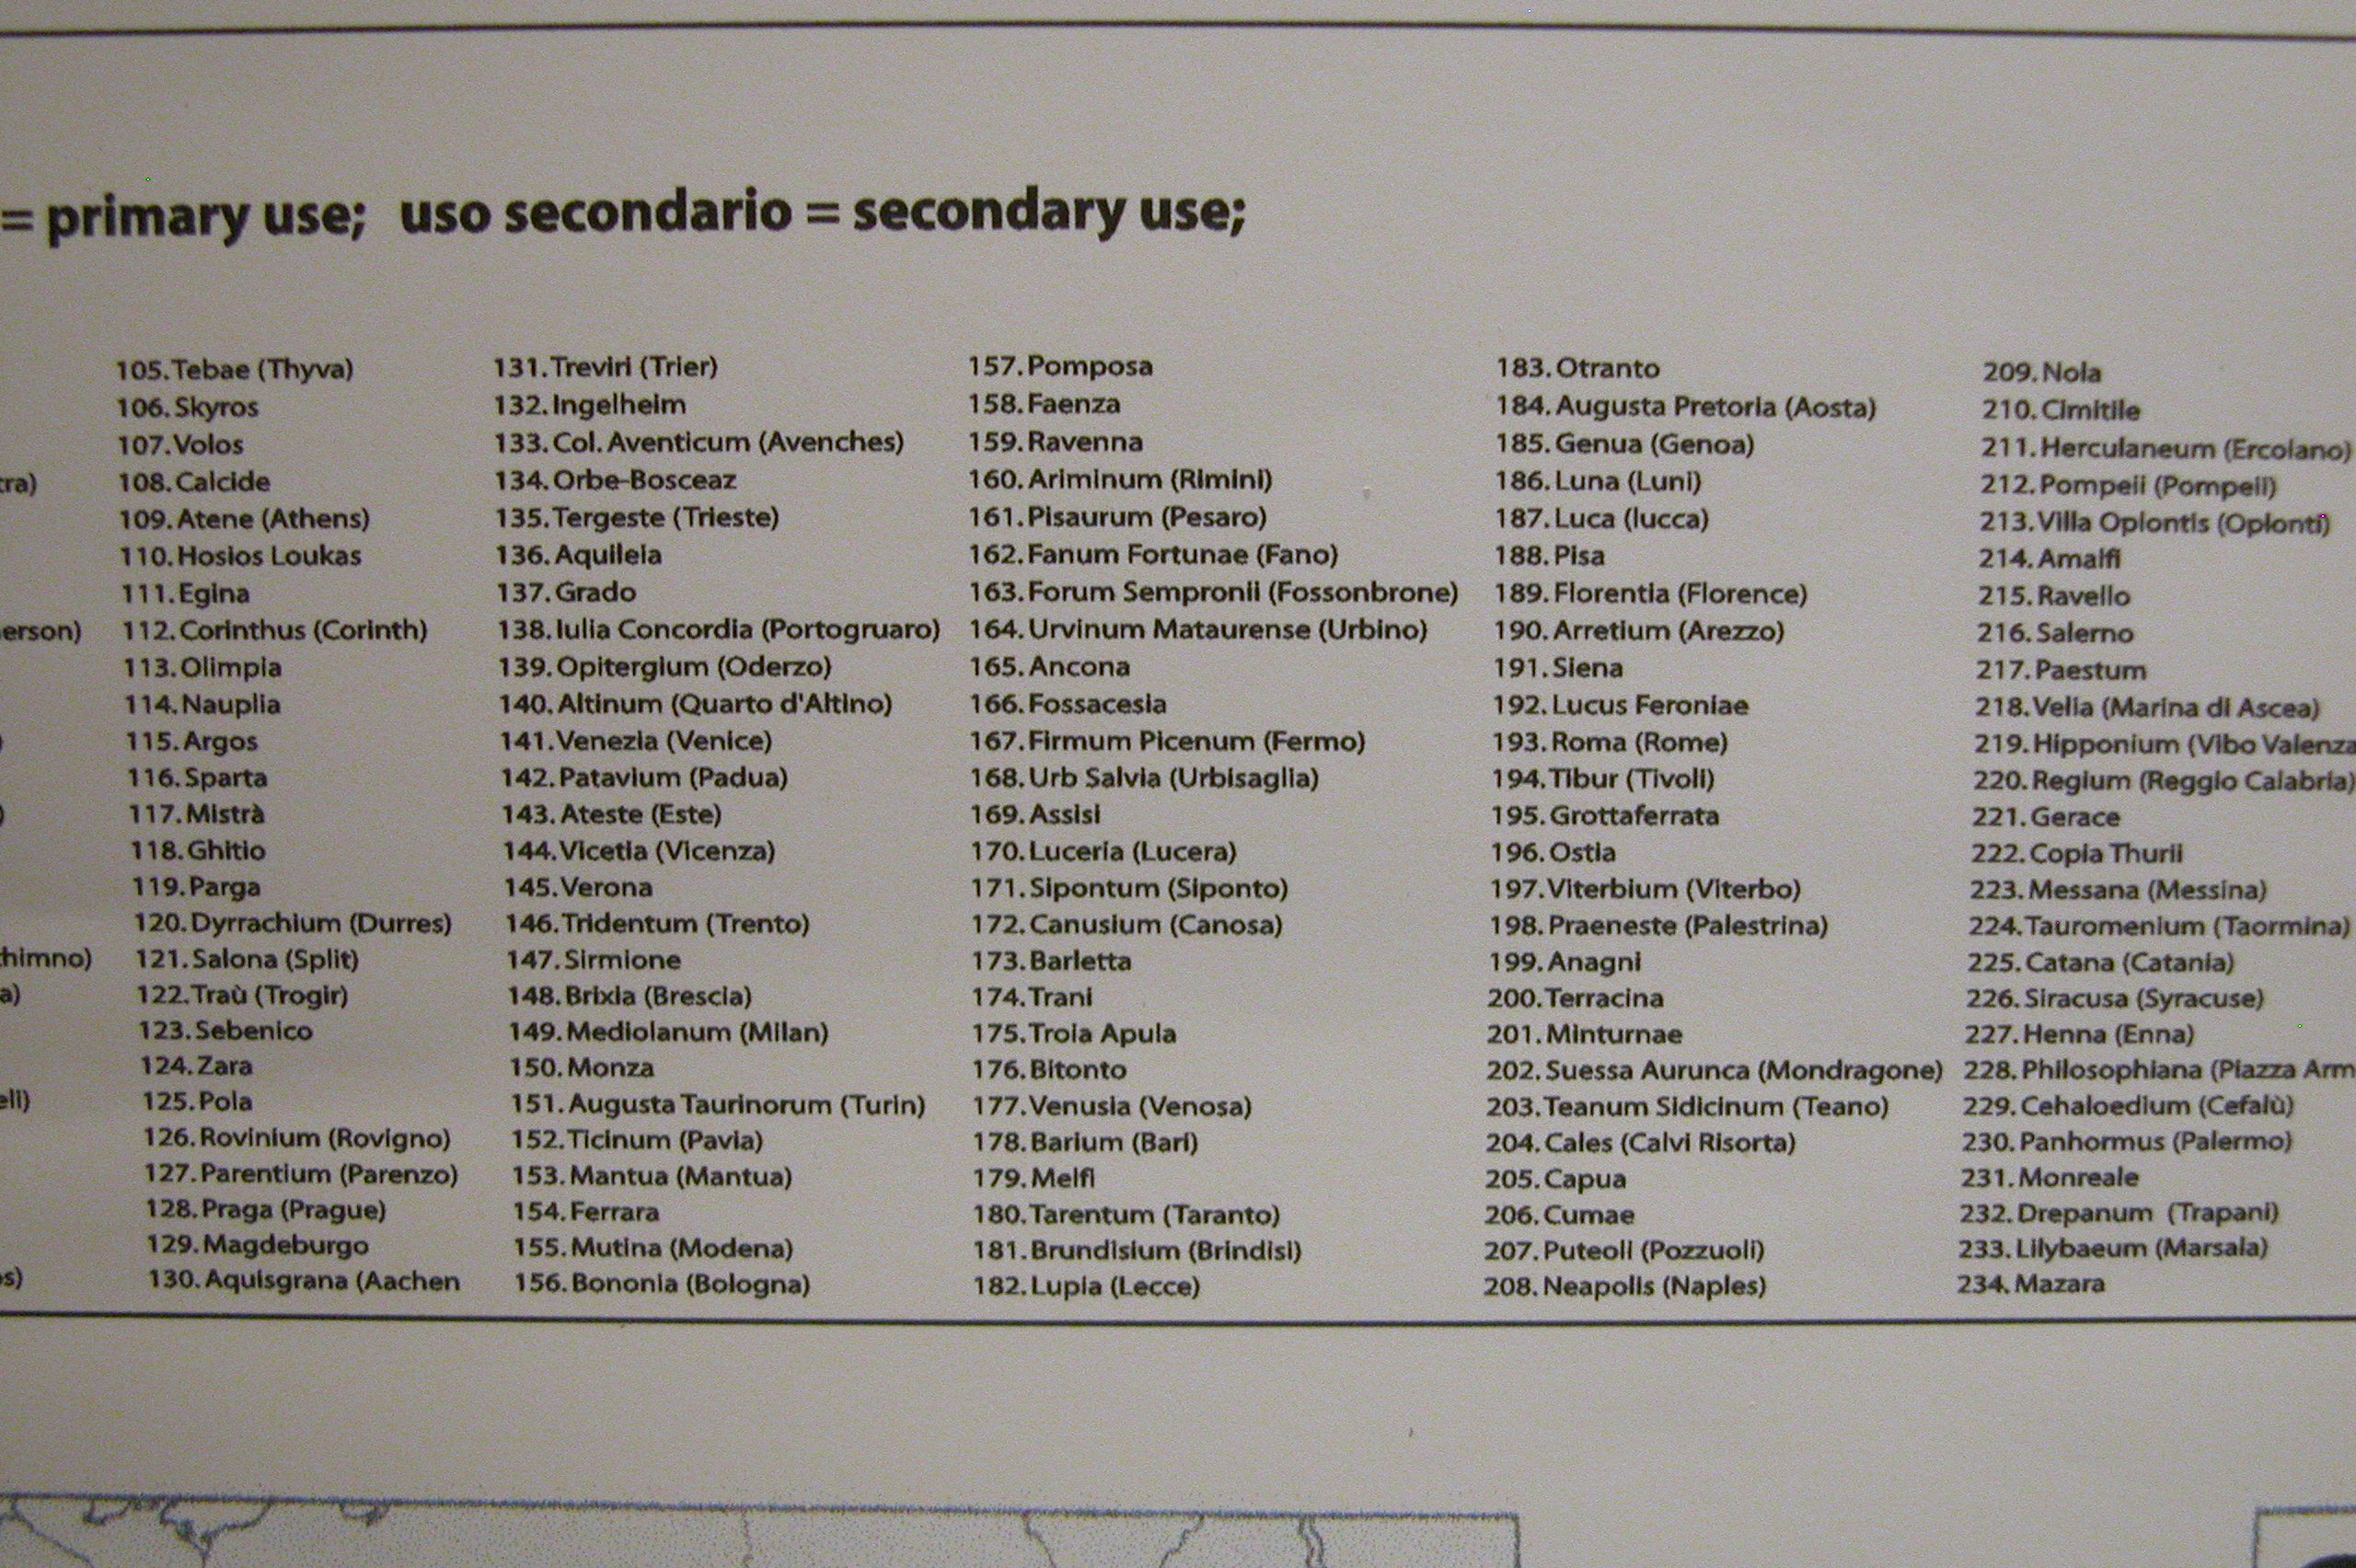 = primary use; uso secondario = secondary use;
tra)
erson)
)
)
himno)
a)
eli)
s)
105. Tebae (Thyva)
106. Skyros
107. Volos
108. Calcide
109. Atene (Athens)
110. Hosios Loukas
111. Egina
112. Corinthus (Corinth)
113. Olimpia
114. Nauplia
115. Argos
116. Sparta
117. Mistrà
118. Ghitio
119. Parga
120. Dyrrachium (Durres)
121. Salona (Split)
122. Traù (Trogir)
123. Sebenico
124. Zara
125. Pola
126. Rovinium (Rovigno)
127. Parentium (Parenzo)
128. Praga (Prague)
129. Magdeburgo
130. Aquisgrana (Aachen
131. Treviri (Trier)
132. Ingelheim
133. Col. Aventicum (Avenches)
134. Orbe-Bosceaz
135. Tergeste (Trieste)
136. Aquileia
137. Grado
138. Iulia Concordia (Portogruaro)
139. Opitergium (Oderzo)
140. Altinum (Quarto d'Altino)
141. Venezia (Venice)
142. Patavium (Padua)
143. Ateste (Este)
144. Vicetia (Vicenza)
145. Verona
146. Tridentum (Trento)
147. Sirmione
148. Brixia (Brescia)
149. Mediolanum (Milan)
150. Monza
151. Augusta Taurinorum (Turin)
152. Ticinum (Pavia)
153. Mantua (Mantua)
154. Ferrara
155. Mutina (Modena)
156. Bononia (Bologna)
157. Pomposa
158. Faenza
159. Ravenna
160. Ariminum (Rimini)
161. Pisaurum (Pesaro)
162. Fanum Fortunae (Fano)
163. Forum Sempronii (Fossonbrone)
164. Urvinum Mataurense (Urbino)
165. Ancona
166. Fossacesia
167. Firmum Picenum (Fermo)
168. Urb Salvia (Urbisaglia)
169. Assisi
170. Luceria (Lucera)
171. Sipontum (Siponto)
172. Canusium (Canosa)
173. Barletta
174. Trani
175. Troia Apula
176. Bitonto
177. Venusia (Venosa)
178. Barium (Bari)
179. Melfi
180. Tarentum (Taranto)
181. Brundisium (Brindisi)
182. Lupia (Lecce)
183. Otranto
184. Augusta Pretoria (Aosta)
185. Genua (Genoa)
186. Luna (Luni)
187. Luca (lucca)
188. Pisa
189. Florentia (Florence)
190. Arretium (Arezzo)
191. Siena
192. Lucus Feroniae
193. Roma (Rome)
194. Tibur (Tivoli)
195. Grottaferrata
196. Ostia
197. Viterbium (Viterbo)
198. Praeneste (Palestrina)
199. Anagni
200. Terracina
201. Minturnae
202. Suessa Aurunca (Mondragone)
203. Teanum Sidicinum (Teano)
204. Cales (Calvi Risorta)
205. Capua
206. Cumae
207. Puteoli (Pozzuoli)
208. Neapolis (Naples)
209. Nola
210. Cimitile
211. Herculaneum (Ercolano)
212. Pompeii (Pompeii)
213. Villa Oplontis (Oplonti)
214. Amalfi
215. Ravello
216. Salerno
217. Paestum
218. Velia (Marina di Ascea)
219. Hipponium (Vibo Valenza
220. Regium (Reggio Calabria)
221. Gerace
222. Copia Thurii
223. Messana (Messina)
224. Tauromenium (Taormina)
225. Catana (Catania)
226. Siracusa (Syracuse)
227. Henna (Enna)
228. Philosophiana (Piazza Arm
229. Cehaloedium (Cefalù)
230. Panhormus (Palermo)
231. Monreale
232. Drepanum (Trapani)
233. Lilybaeum (Marsala)
234. Mazara